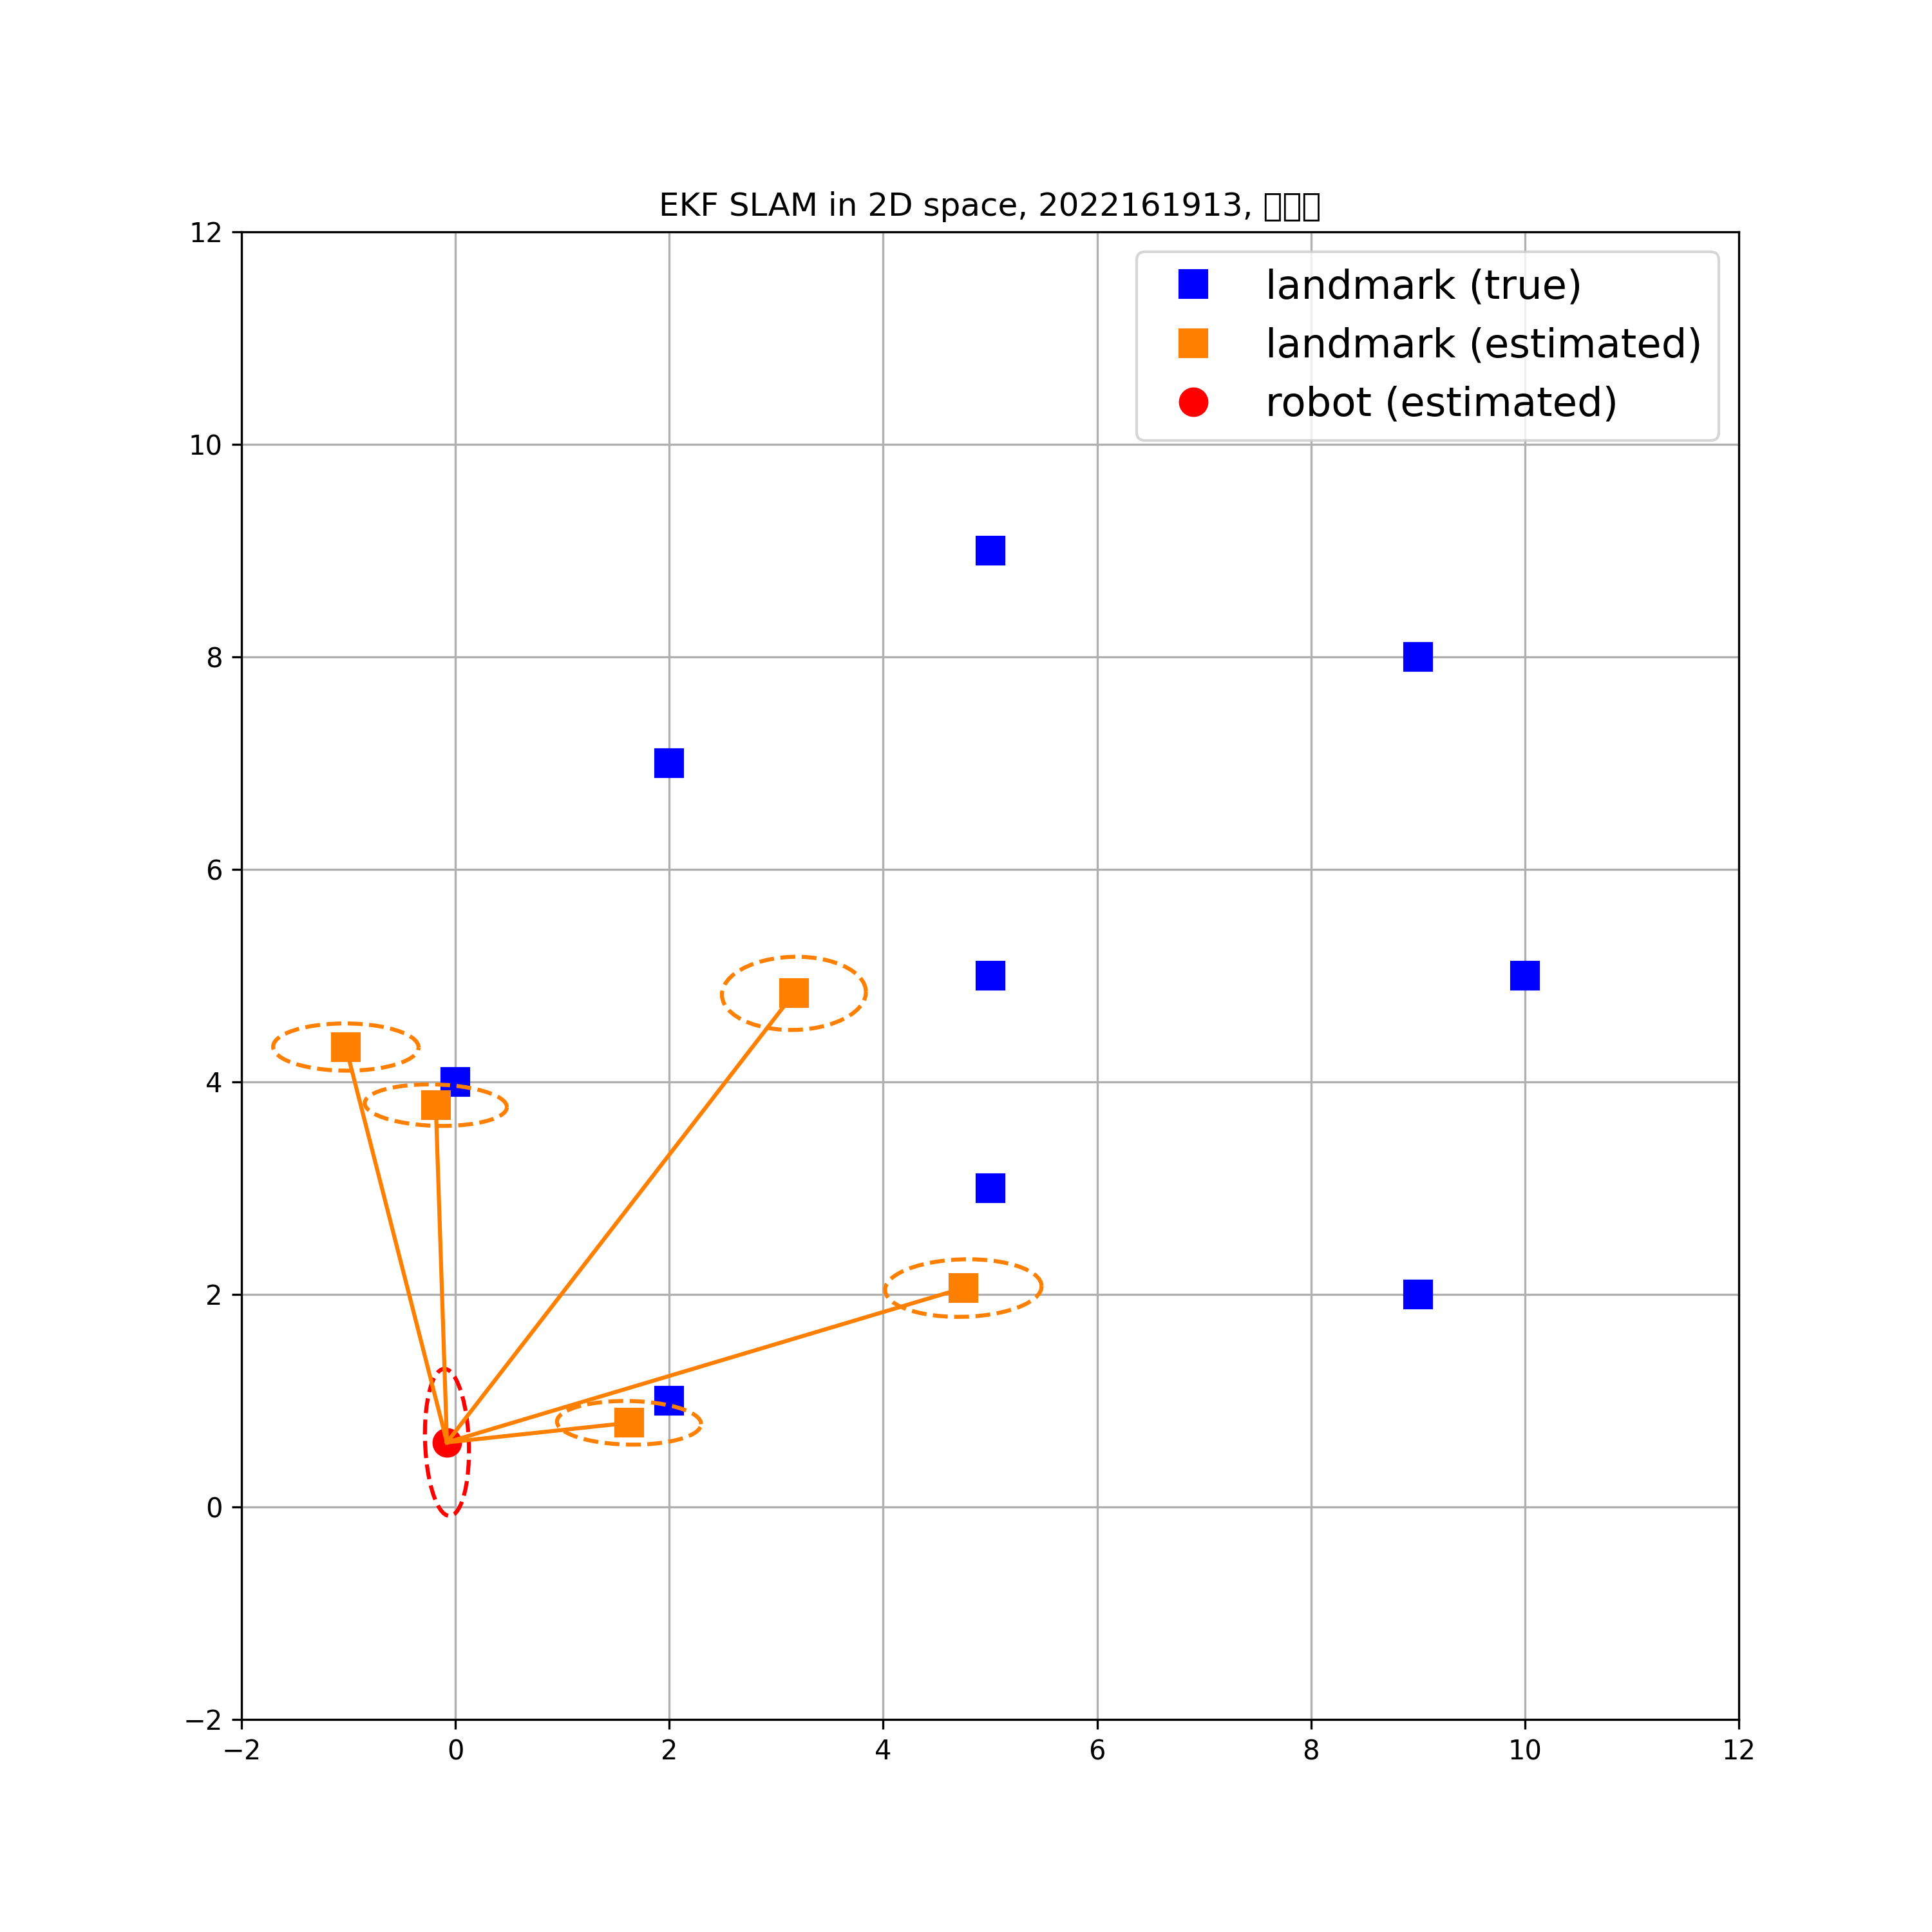 EKF SLAM in 2D space, 2022161913,
12
landmark (true)
landmark (estimated)
robot (estimated)
10
8
6
4
2
0
−2
−2 0 2 4 6 8 10 12